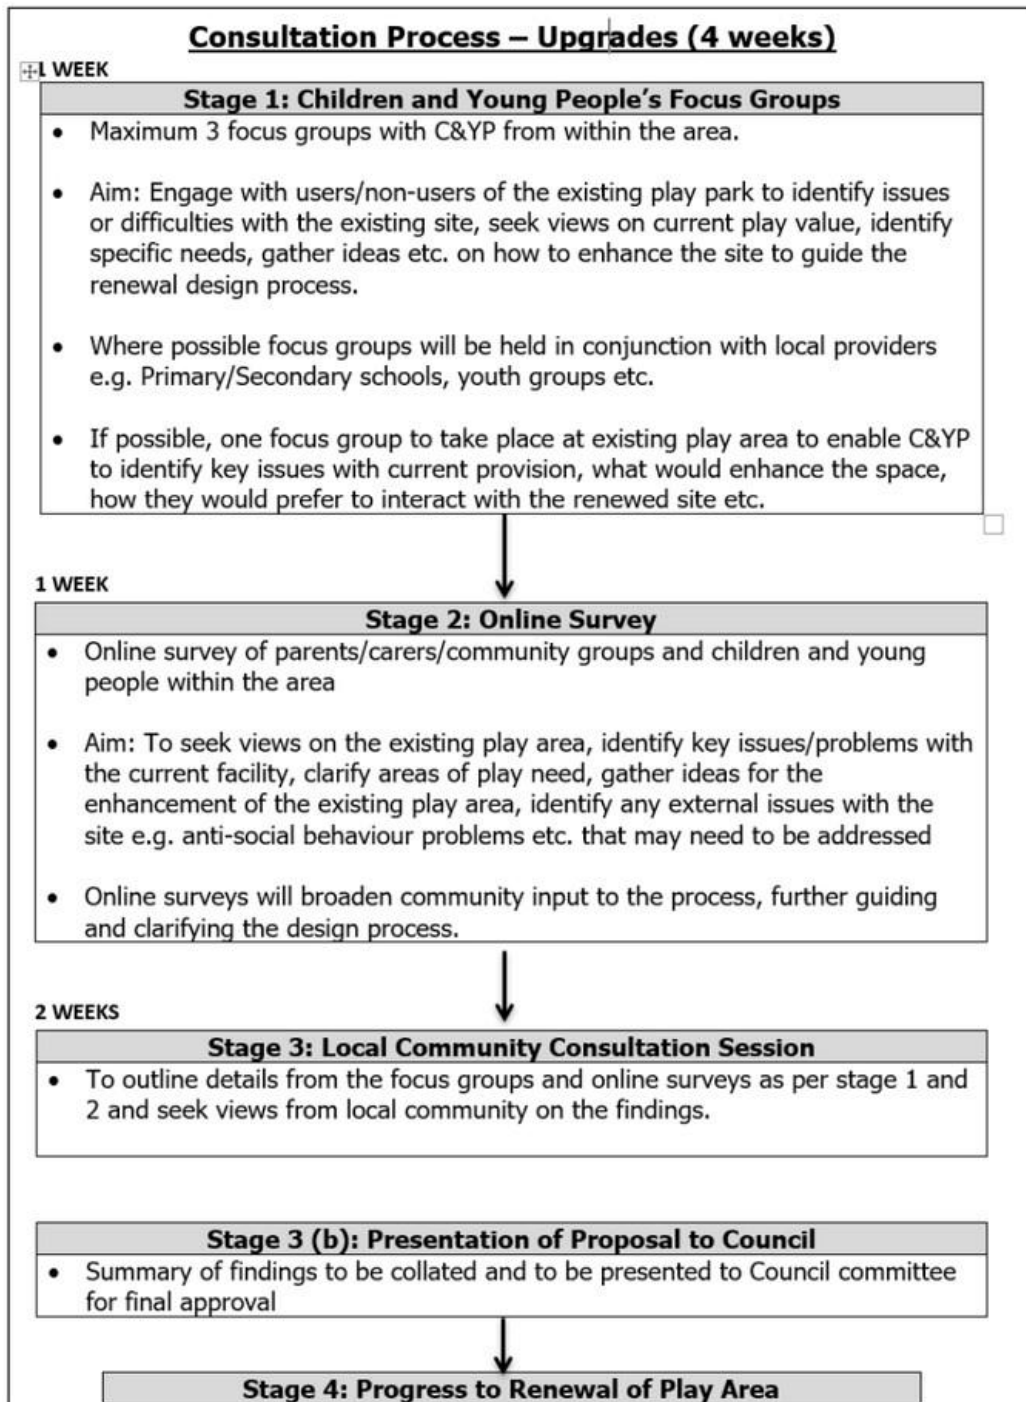 Consultation Process – Upgrades (4 weeks)
1 WEEK
Stage 1: Children and Young People's Focus Groups
• Maximum 3 focus groups with C&YP from within the area.
• Aim: Engage with users/non-users of the existing play park to identify issues
or difficulties with the existing site, seek views on current play value, identify
specific needs, gather ideas etc. on how to enhance the site to guide the
renewal design process.
• Where possible focus groups will be held in conjunction with local providers
e.g. Primary/Secondary schools, youth groups etc.
• If possible, one focus group to take place at existing play area to enable C&YP
to identify key issues with current provision, what would enhance the space,
how they would prefer to interact with the renewed site etc.
1 WEEK
Stage 2: Online Survey
• Online survey of parents/carers/community groups and children and young
people within the area
• Aim: To seek views on the existing play area, identify key issues/problems with
the current facility, clarify areas of play need, gather ideas for the
enhancement of the existing play area, identify any external issues with the
site e.g. anti-social behaviour problems etc. that may need to be addressed
• Online surveys will broaden community input to the process, further guiding
and clarifying the design process.
2 WEEKS
Stage 3: Local Community Consultation Session
• To outline details from the focus groups and online surveys as per stage 1 and
2 and seek views from local community on the findings.
Stage 3 (b): Presentation of Proposal to Council
• Summary of findings to be collated and to be presented to Council committee
for final approval
Stage 4: Progress to Renewal of Play Area